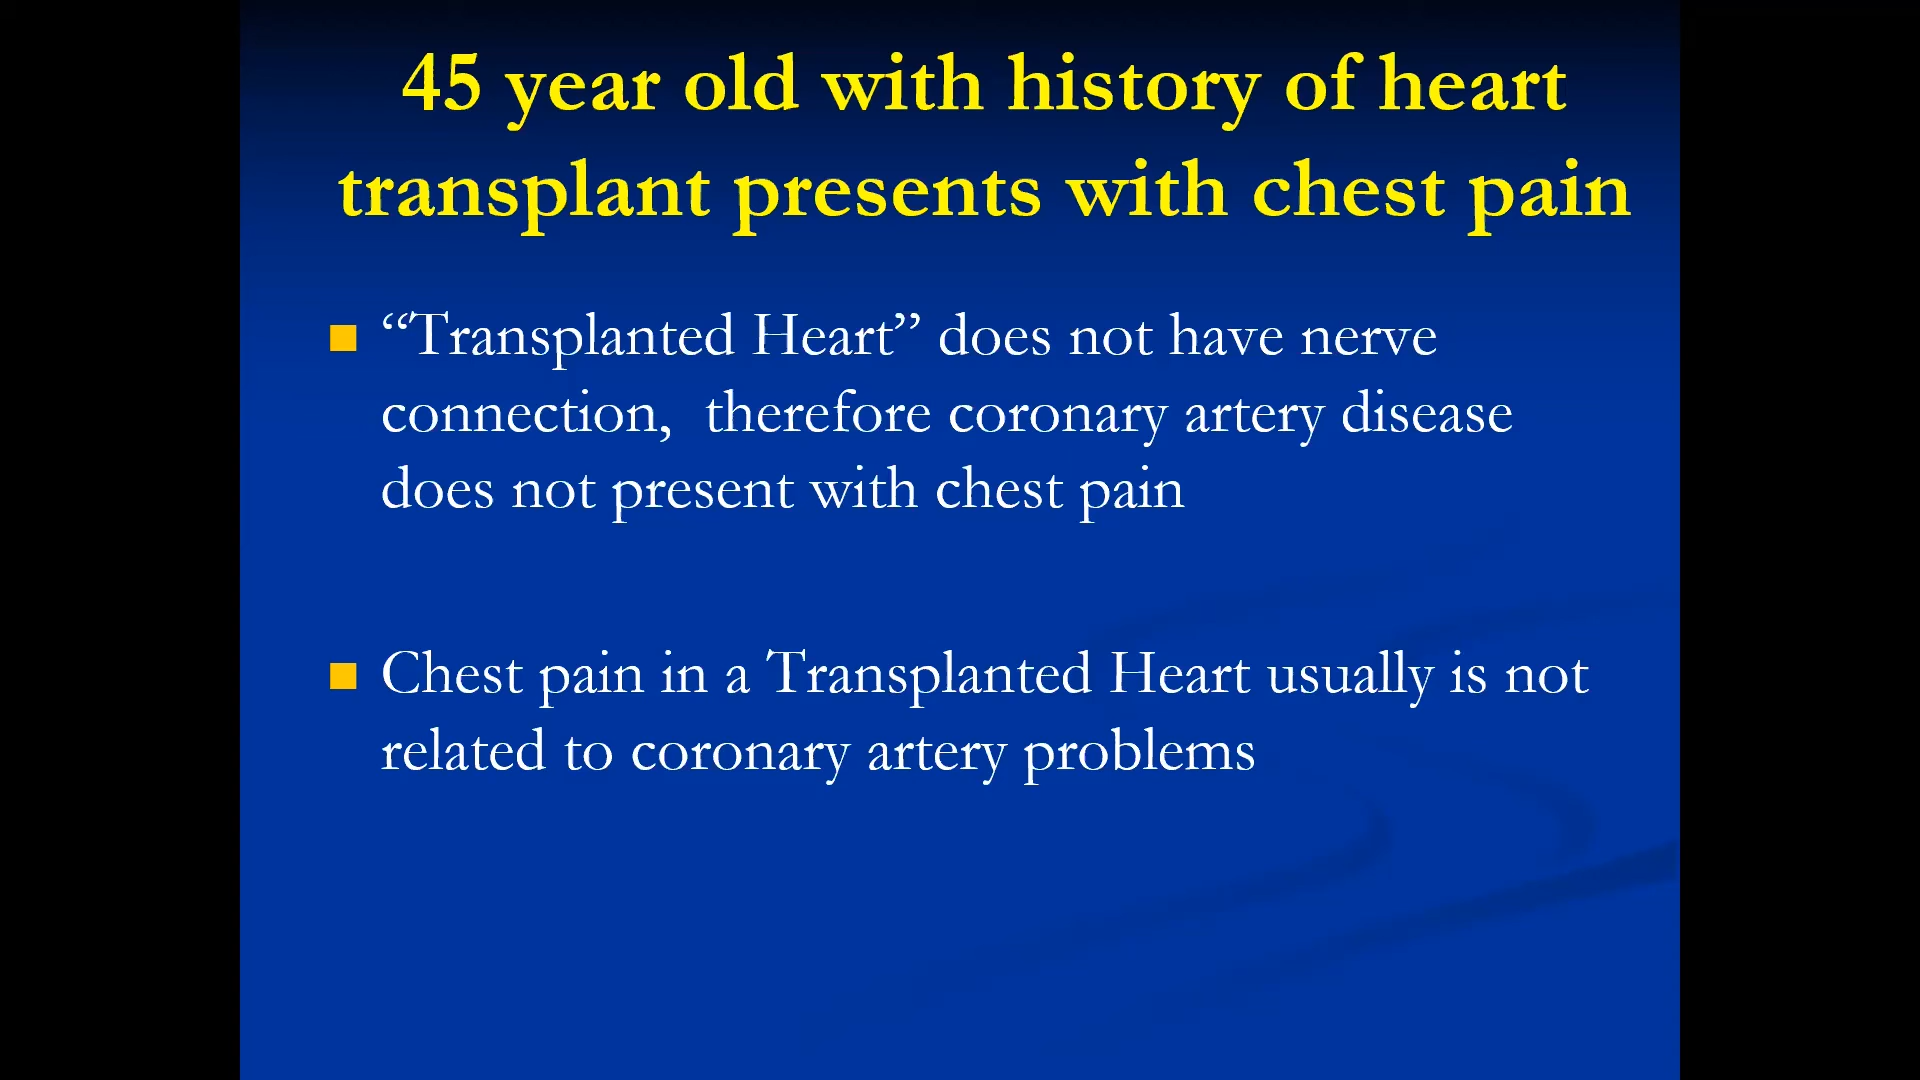 45 year old with history of heart
transplant presents with chest pain
“Transplanted Heart” does not have nerve
connection,  therefore coronary artery disease
does not present with chest pain
Chest pain in a Transplanted Heart usually is not
related to coronary artery problems